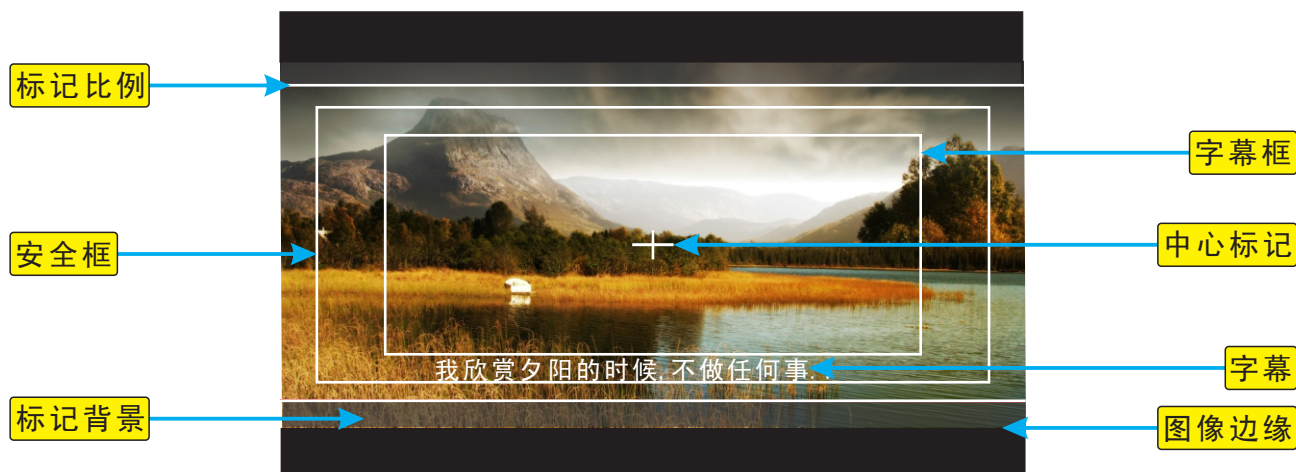 标记比例
字幕框
安全框
中心标记
我欣赏夕阳的时候,不做任何事..
字幕
标记背景
图像边缘